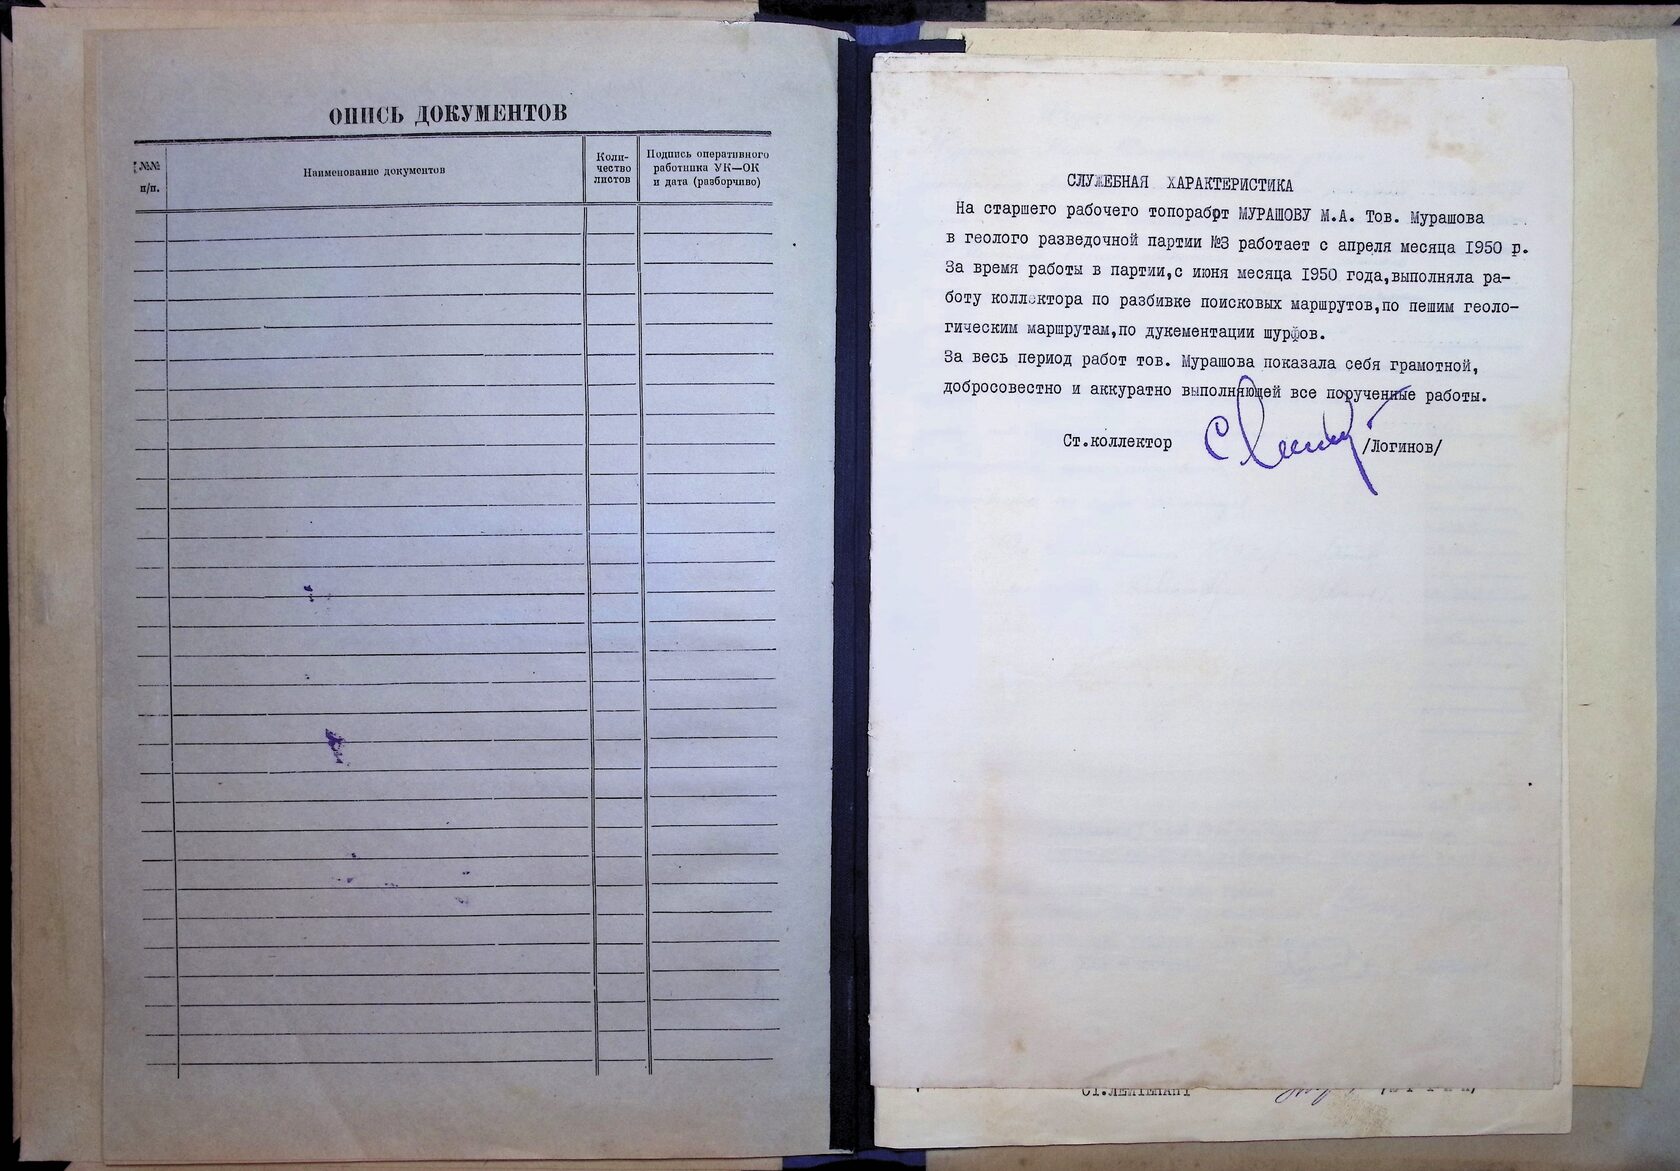 ОПИСЬ ДОКУМЕНТОВ
№№ п/п.
Наименование документов
Коли-
чество
листов
Подпись оперативного
работника УК—ОК
и дата (разборчиво)
СЛУЖЕБНАЯ ХАРАКТЕРИСТИКА
На старшего рабочего топорабрт МУРАШОВУ М.А. Тов. Мурашова
в геолого разведочной партии №3 работает с апреля месяца 1950 р.
За время работы в партии,с июня месяца 1950 года,выполняла ра-
боту коллектора по разбивке поисковых маршрутов,по пешим геоло-
гическим маршрутам,по дукементации шурфов.
За весь период работ тов. Мурашова показала себя грамотной,
добросовестно и аккуратно выполняющей все порученные работы.
Ст.коллектор /Логинов/
Ст.лейтенант